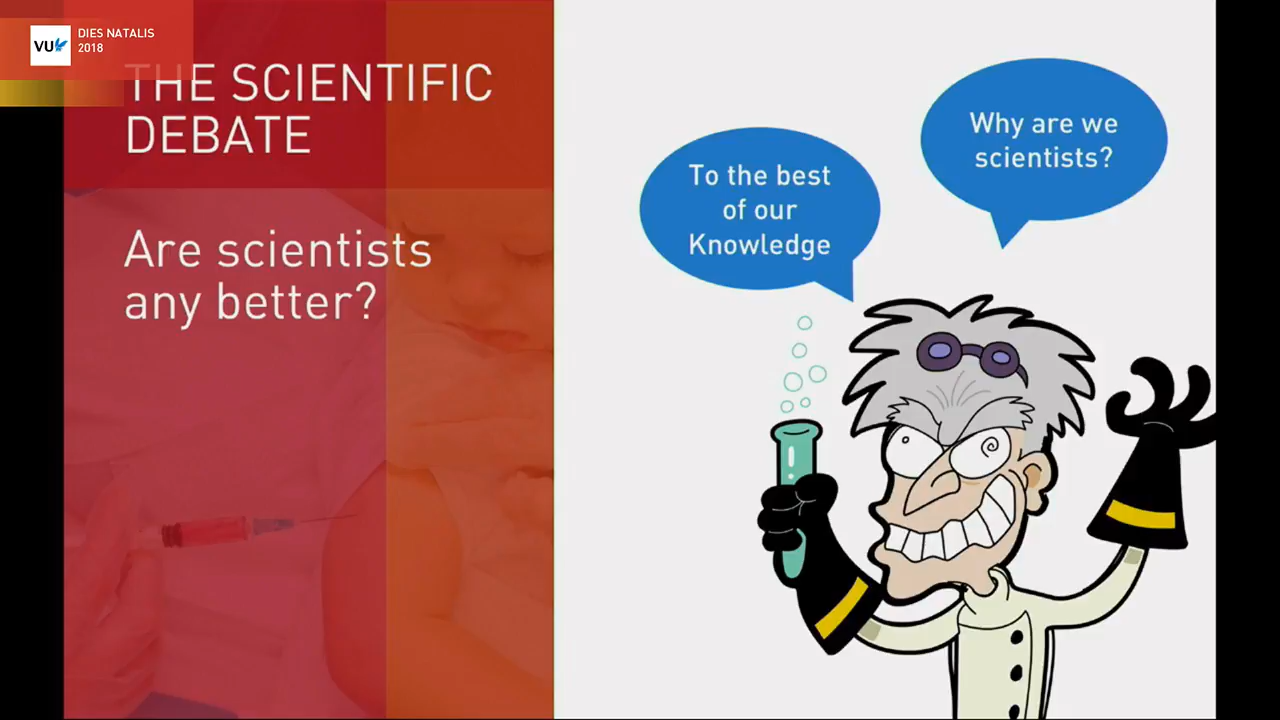 VU
DIES NATALIS
2018
THE SCIENTIFIC
DEBATE
Are scientists
any better?
To the best
of our
Knowledge
Why are we
scientists?